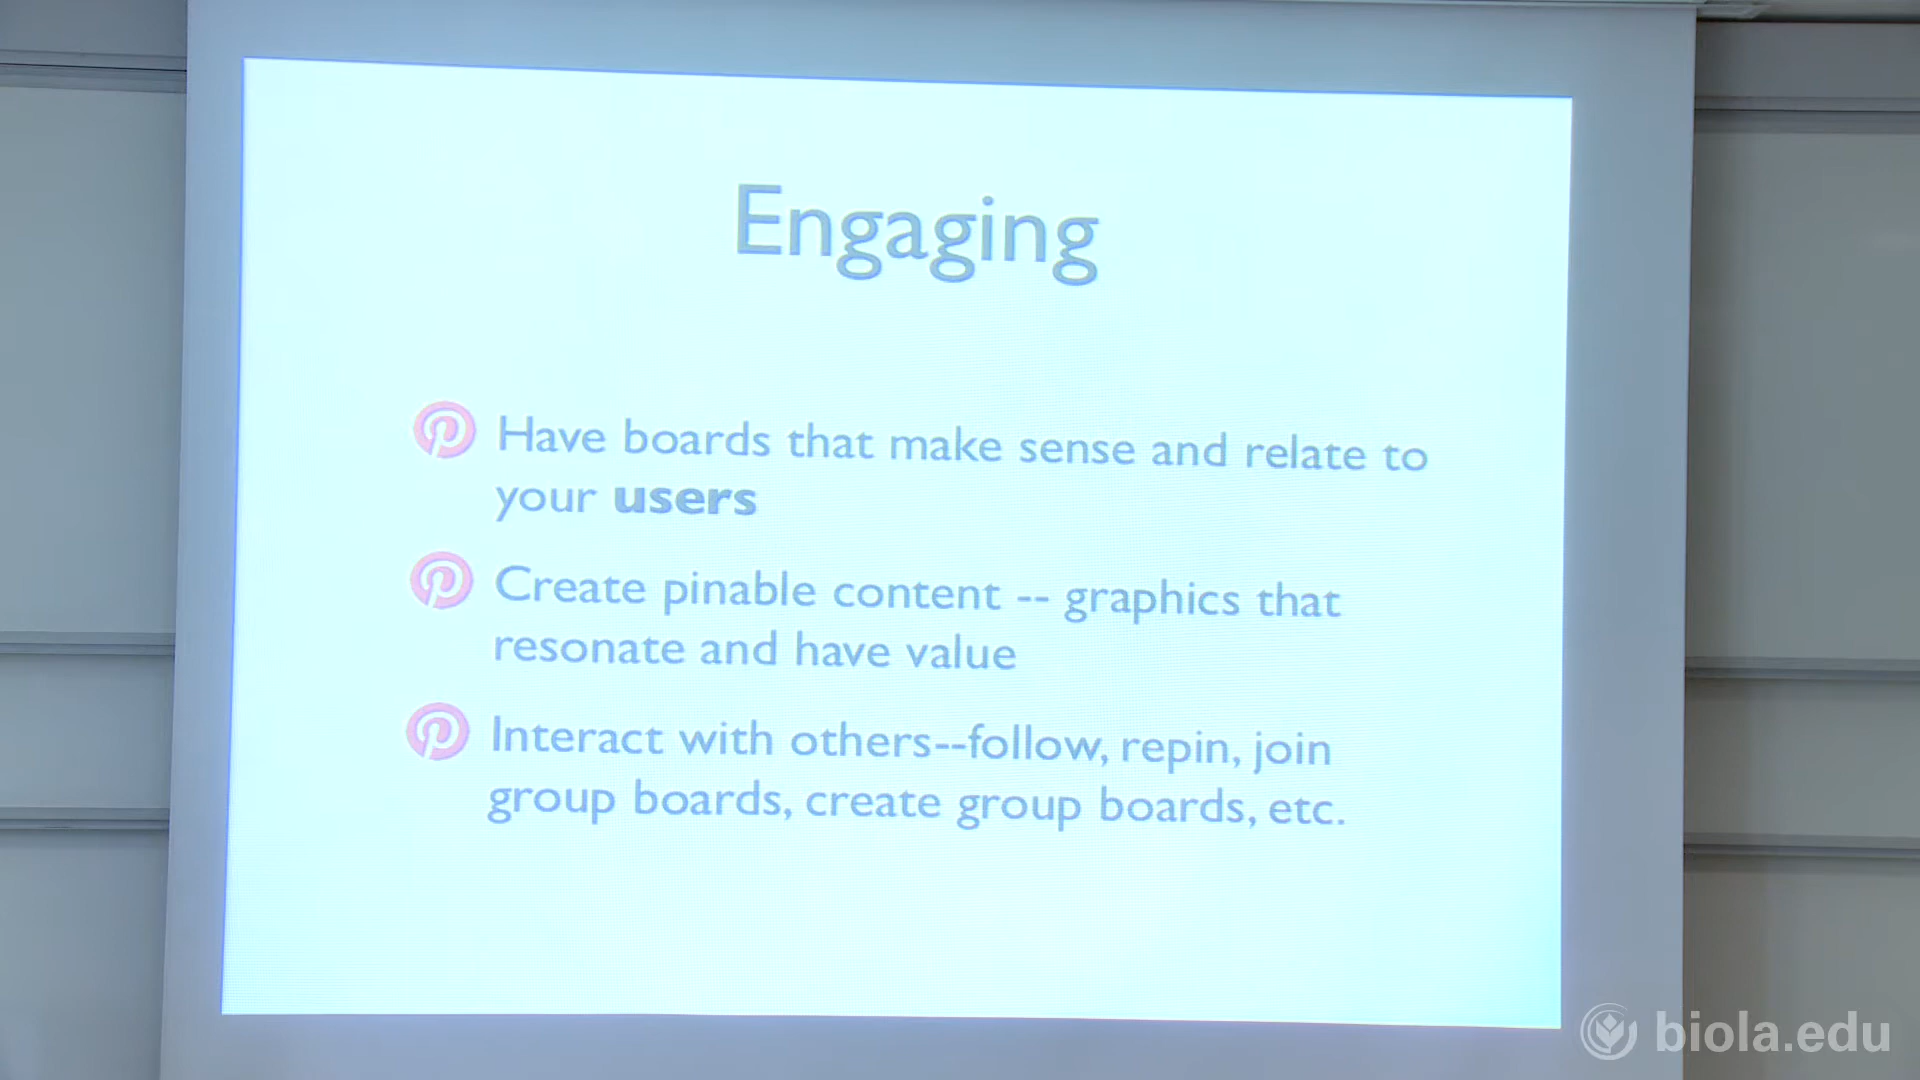 Engaging
Have boards that make sense and relate to
your users
Create pinable content -- graphics that
resonate and have value
Interact with others--follow, repin, join
group boards, create group boards, etc.
biola.edu